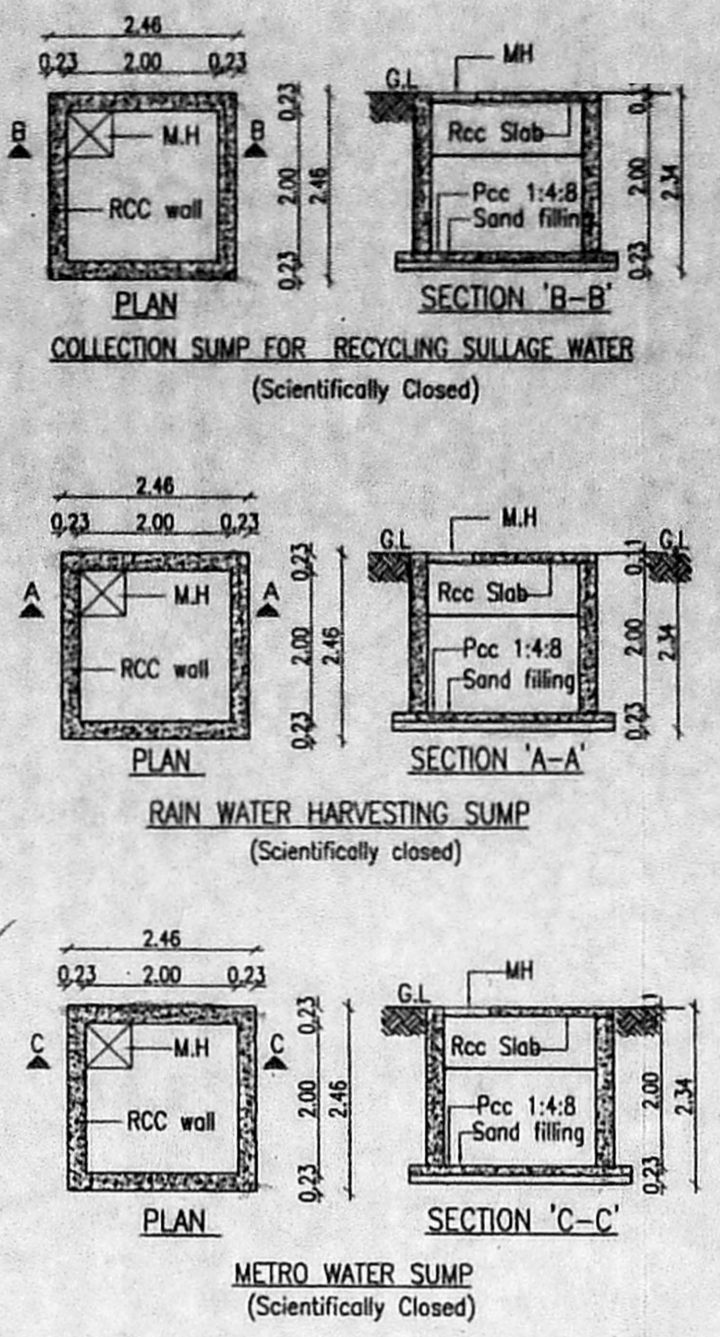 2.46
0.23 2.00 0.23
B B
M.H
RCC wall
0.23
2.00
2.46
0.23
PLAN
MH
G.L
Rcc Slab
Pcc 1:4:8
Sand filling
2.00
2.34
0.23
SECTION 'B-B'
COLLECTION SUMP FOR RECYCLING SULLAGE WATER
(Scientifically Closed)
2.46
0.23 2.00 0.23
A A
M.H
RCC wall
0.23
2.00
2.46
0.23
PLAN
M.H
G.L G.L
Rcc Slab
Pcc 1:4:8
Sand filling
2.00
2.34
0.23
SECTION 'A-A'
RAIN WATER HARVESTING SUMP
(Scientifically closed)
2.46
0.23 2.00 0.23
C C
M.H
RCC wall
0.23
2.00
2.46
0.23
PLAN
MH
G.L
Rcc Slab
Pcc 1:4:8
Sand filling
2.00
2.34
0.23
SECTION 'C-C'
METRO WATER SUMP
(Scientifically Closed)